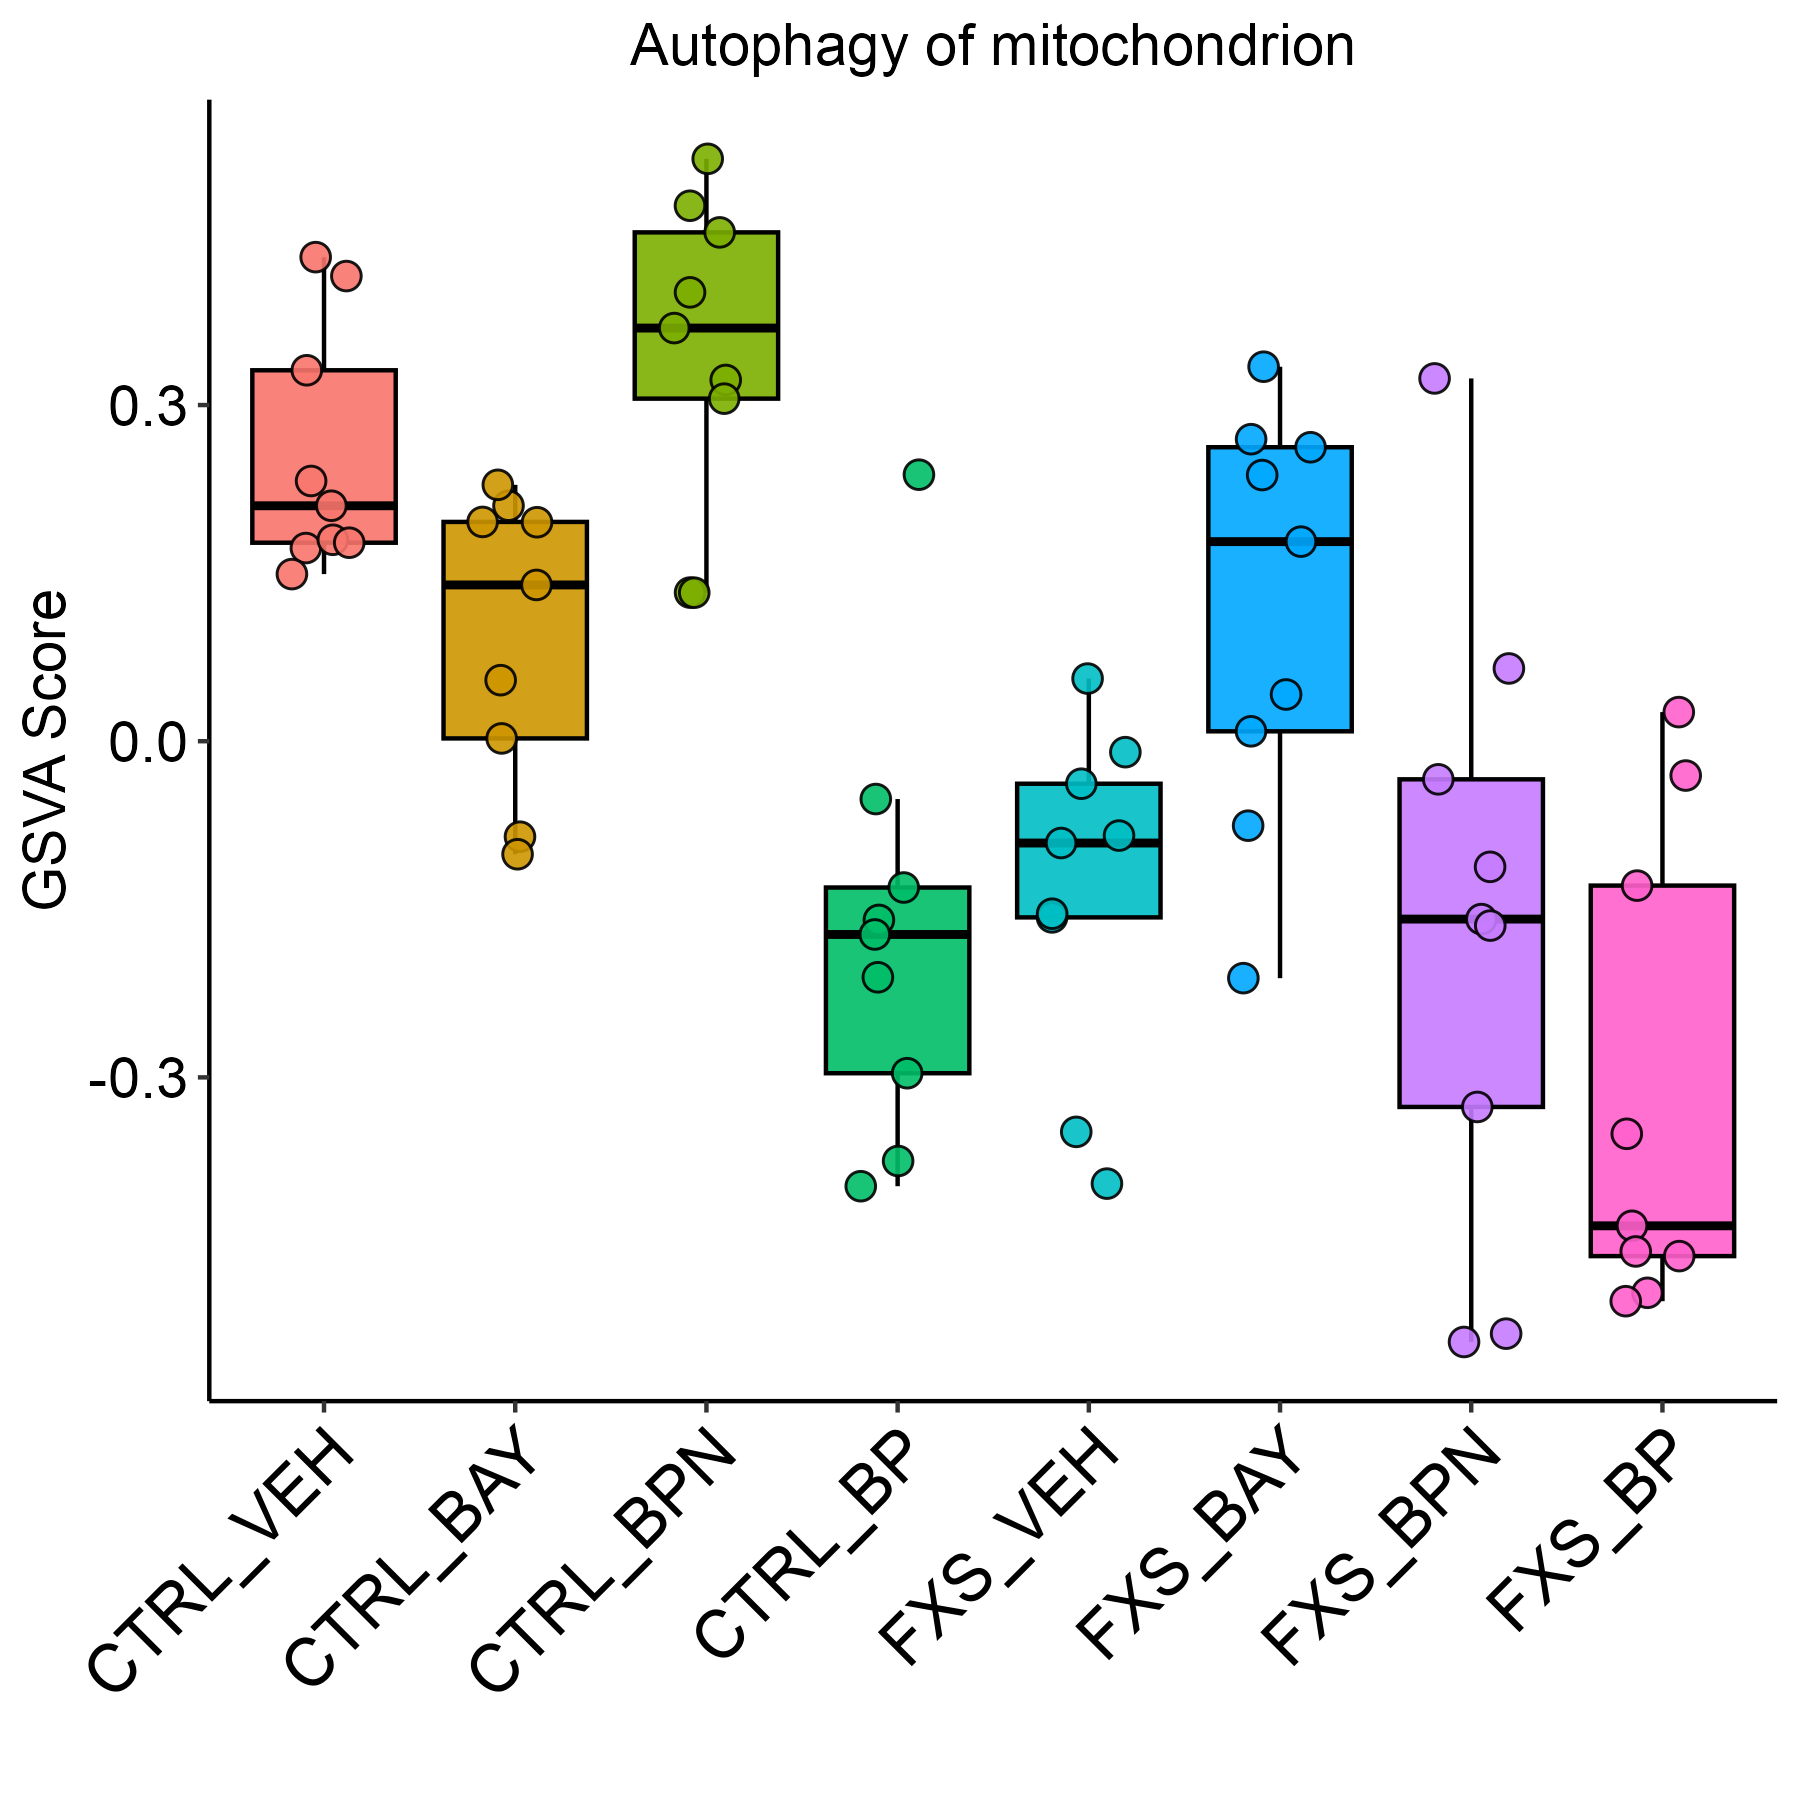 Autophagy of mitochondrion
GSVA Score
0.3
0.0
-0.3
CTRL_VEH
CTRL_BAY
CTRL_BPN
CTRL_BP
FXS_VEH
FXS_BAY
FXS_BPN
FXS_BP